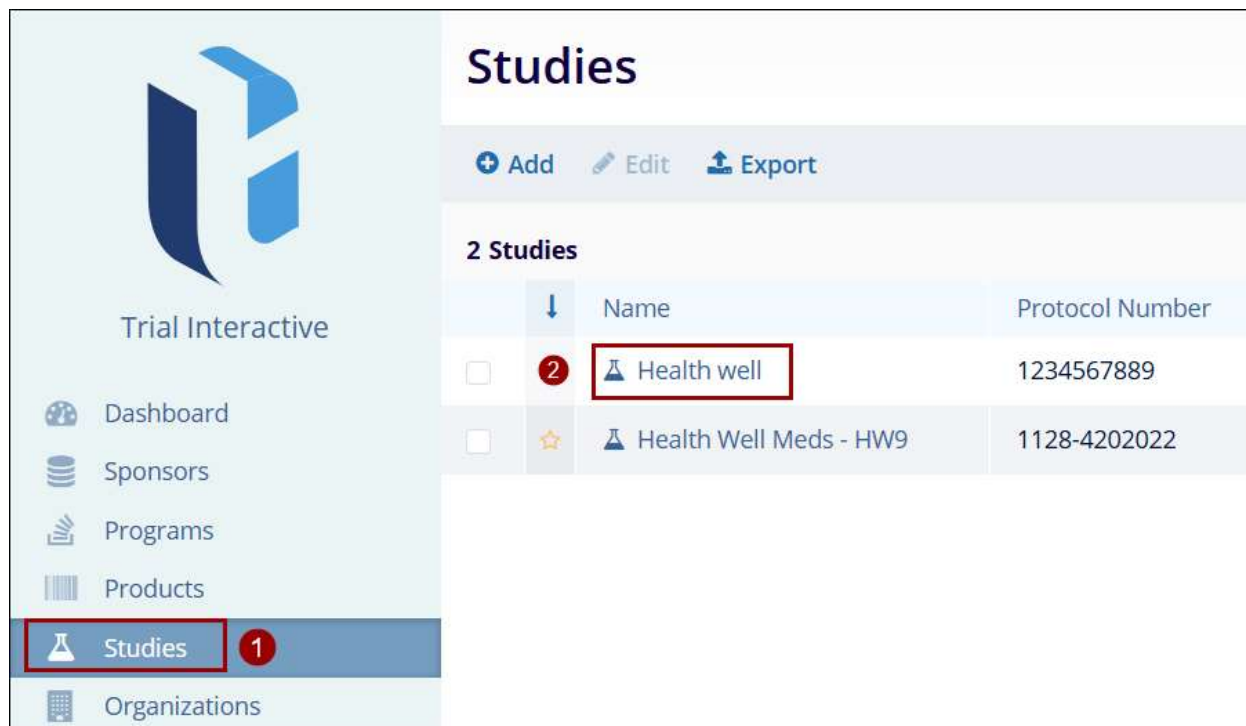 Studies
Add Edit Export
2 Studies
Name Protocol Number
2 Health well 1234567889
Health Well Meds - HW9 1128-4202022
Trial Interactive
Dashboard
Sponsors
Programs
Products
Studies 1
Organizations